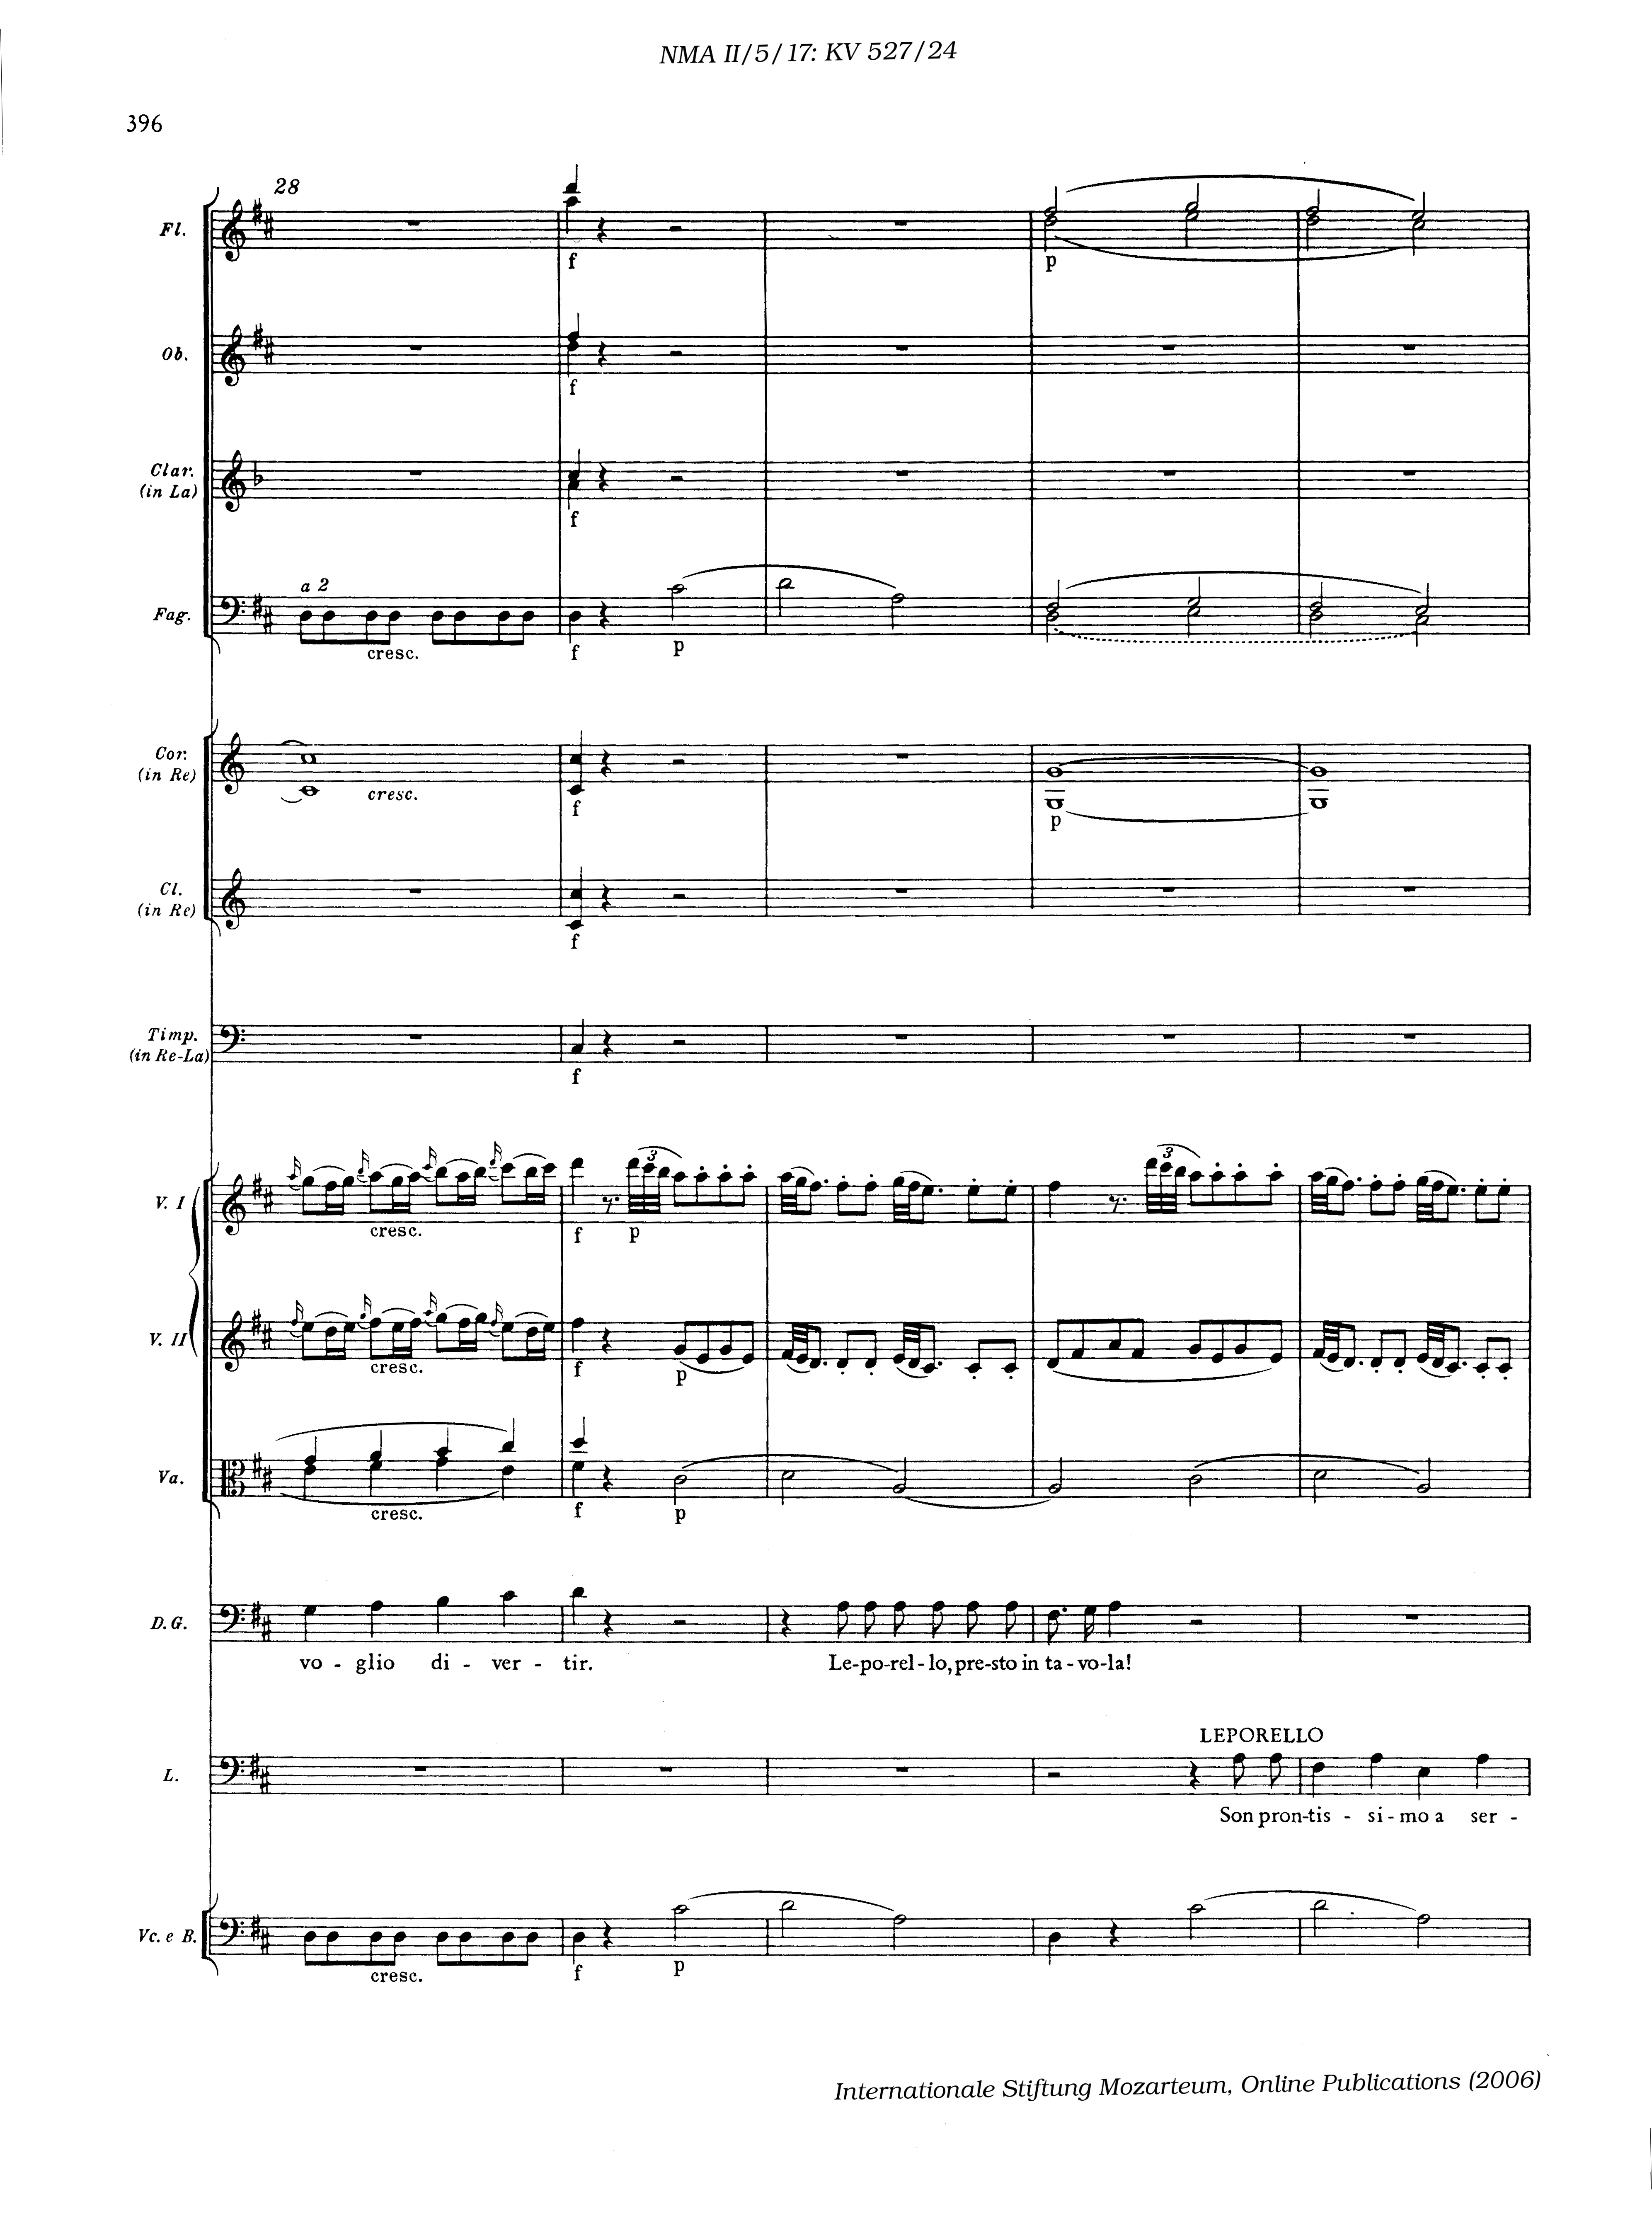 NMA II/5/17: KV 527/24
396
28
Fl.
f
p
Ob.
f
Clar.
(in La)
f
a 2
Fag.
cresc.
f
p
Cor.
(in Re)
cresc.
f
p
Cl.
(in Re)
f
Timp.
(in Re-La)
f
3
3
V. I
cresc.
f
p
V. II
cresc.
f
p
Va.
cresc.
f
p
D.G.
vo - glio di - ver - tir. Le-po-rel-lo, pre-sto in ta-vo-la!
LEPORELLO
L.
Son pron-tis - si-mo a ser -
Vc. e B.
cresc.
f
p
Internationale Stiftung Mozarteum, Online Publications (2006)